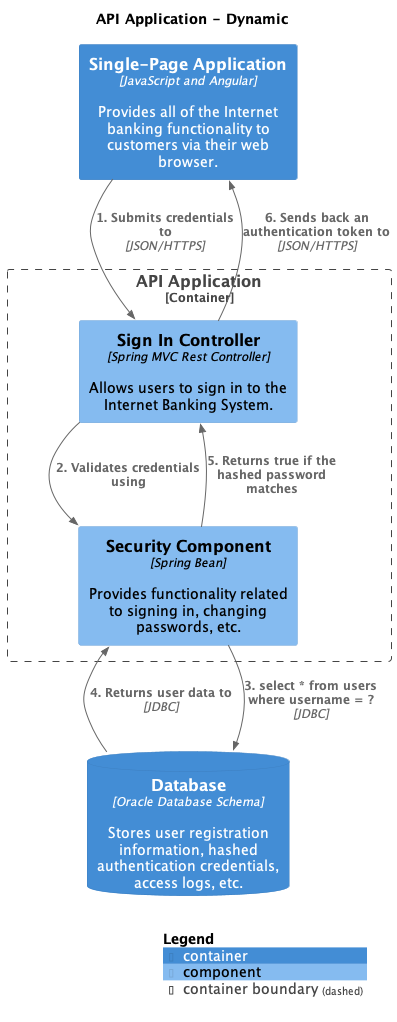 API Application - Dynamic
Single-Page Application
[JavaScript and Angular]
Provides all of the Internet
banking functionality to
customers via their web
browser.
1. Submits credentials
to
[JSON/HTTPS]
6. Sends back an
authentication token to
[JSON/HTTPS]
API Application
[Container]
Sign In Controller
[Spring MVC Rest Controller]
Allows users to sign in to the
Internet Banking System.
2. Validates credentials
using
5. Returns true if the
hashed password
matches
Security Component
[Spring Bean]
Provides functionality related
to signing in, changing
passwords, etc.
4. Returns user data to
[JDBC]
3. select * from users
where username = ?
[JDBC]
Database
[Oracle Database Schema]
Stores user registration
information, hashed
authentication credentials,
access logs, etc.
Legend
container
component
container boundary (dashed)